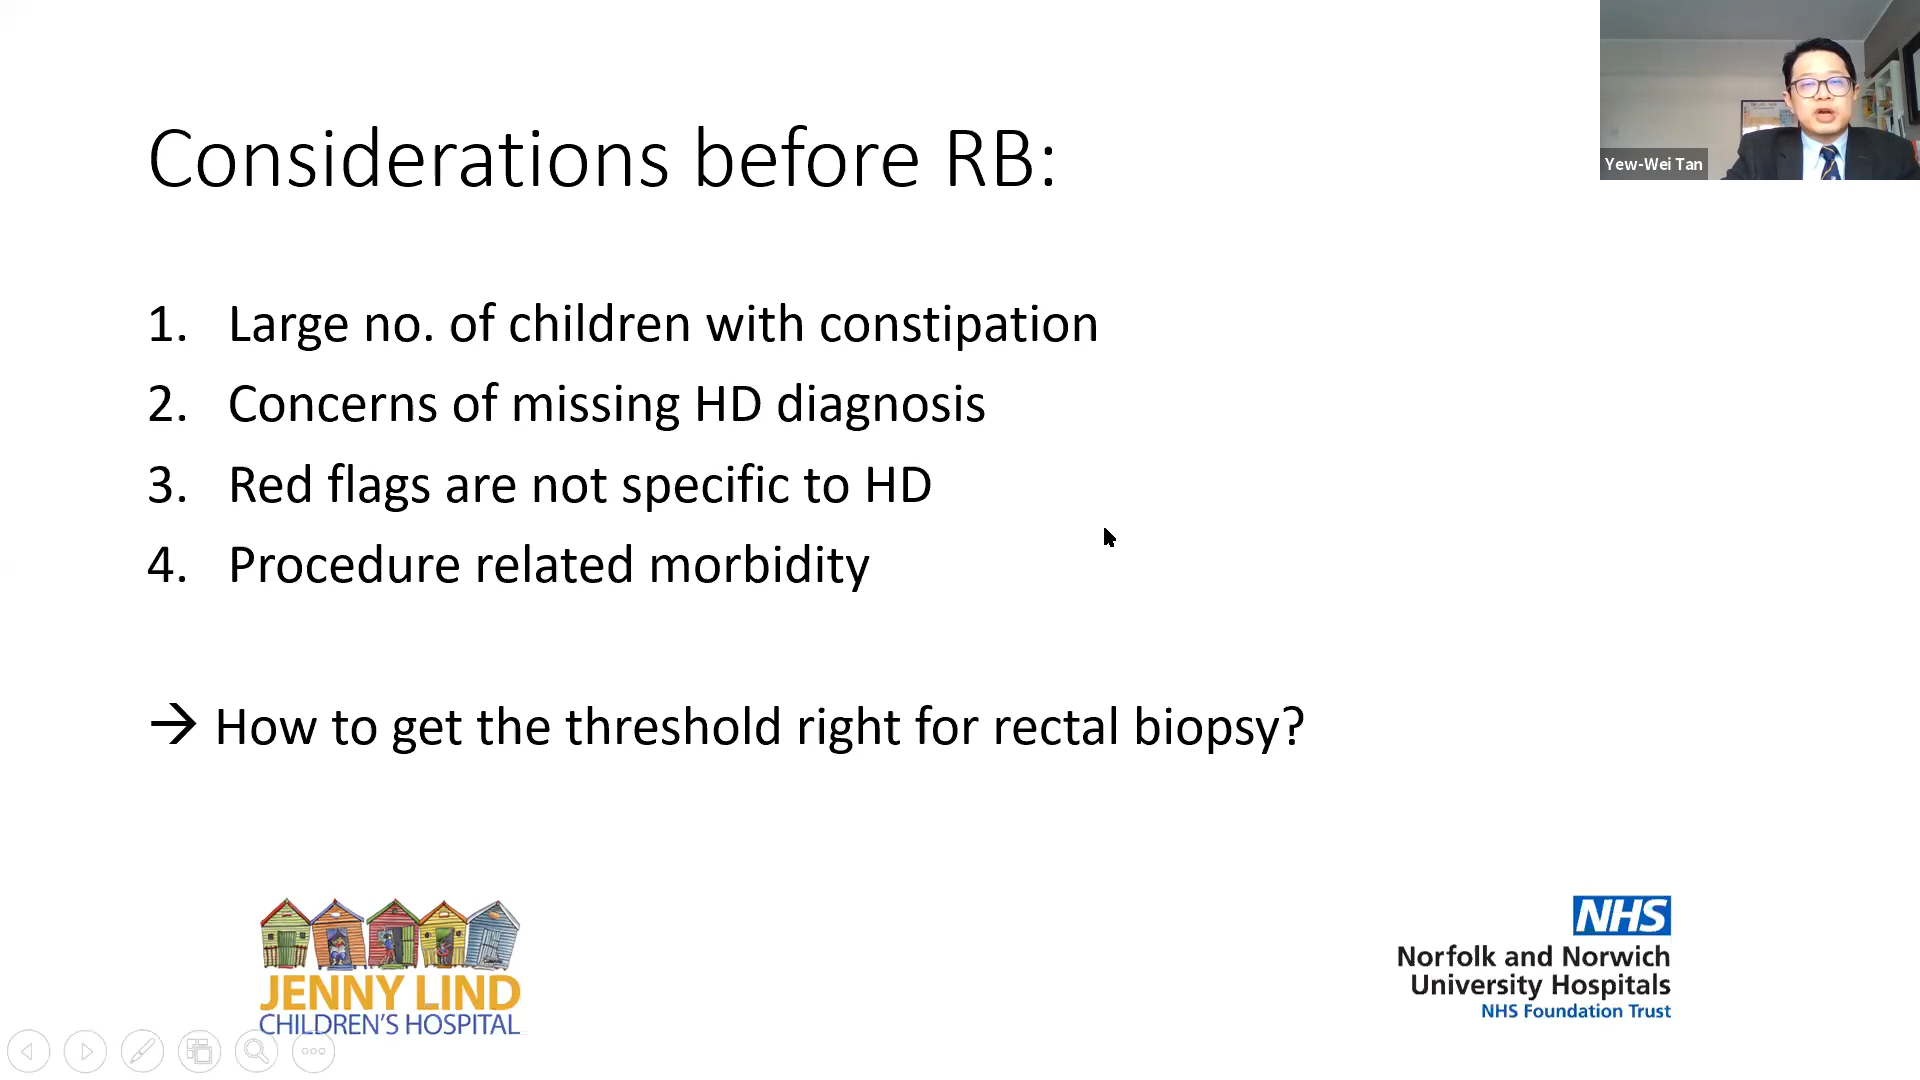 Considerations before RB:
Yew-Wei Tan
1. Large no. of children with constipation
2. Concerns of missing HD diagnosis
3. Red flags are not specific to HD
4. Procedure related morbidity
→ How to get the threshold right for rectal biopsy?
JENNY LIND
CHILDREN'S HOSPITAL
NHS
Norfolk and Norwich
University Hospitals
NHS Foundation Trust